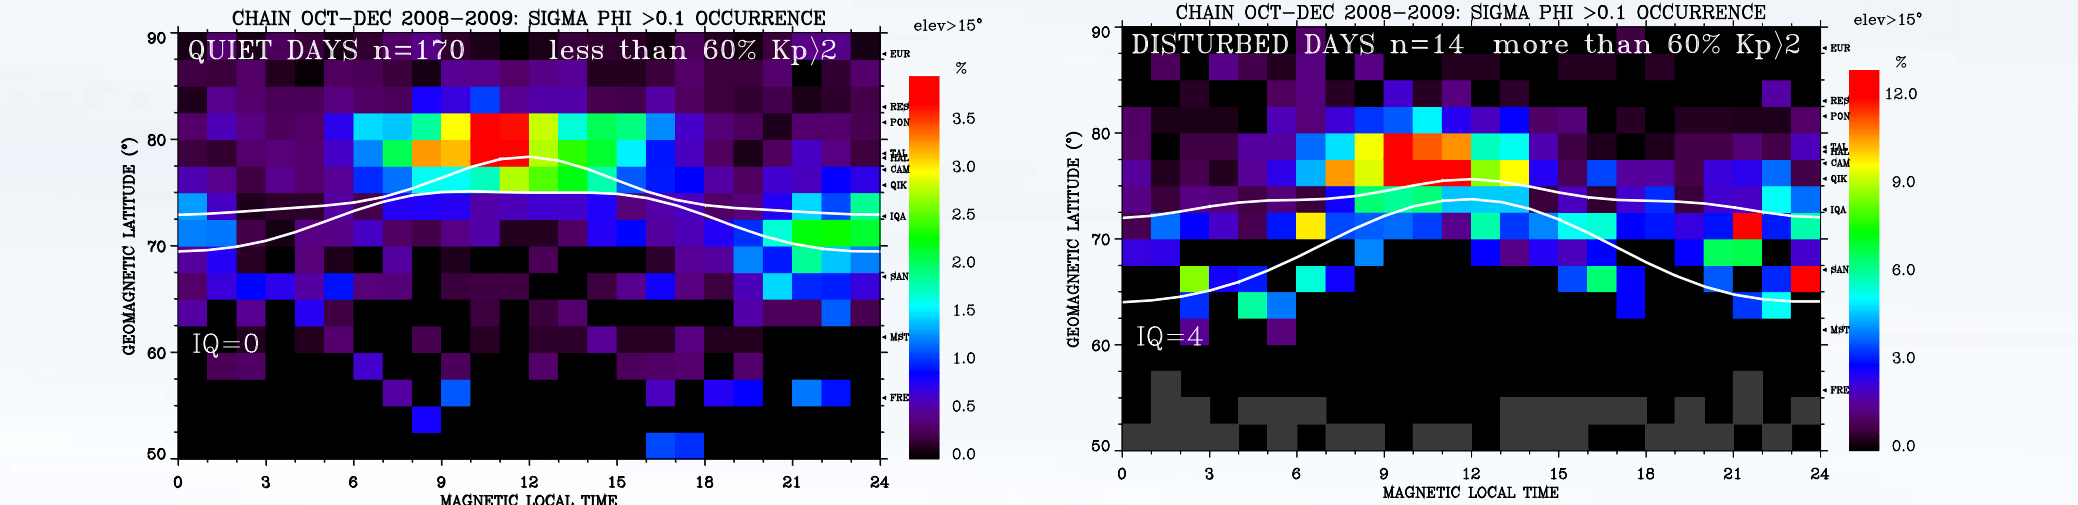 CHAIN OCT-DEC 2008-2009: SIGMA PHI >0.1 OCCURRENCE
elev>15°
QUIET DAYS n=170 less than 60% Kp⟩2
%
GEOMAGNETIC LATITUDE (°)
90
80
70
60
50
IQ=0
EUR
RES
PON
TAL
HAL
CAM
QIK
IQA
SAN
MST
FRE
3.5
3.0
2.5
2.0
1.5
1.0
0.5
0.0
0 3 6 9 12 15 18 21 24
MAGNETIC LOCAL TIME
CHAIN OCT-DEC 2008-2009: SIGMA PHI >0.1 OCCURRENCE
elev>15°
DISTURBED DAYS n=14 more than 60% Kp⟩2
%
GEOMAGNETIC LATITUDE (°)
90
80
70
60
50
IQ=4
EUR
RES
PON
TAL
HAL
CAM
QIK
IQA
SAN
MST
FRE
12.0
9.0
6.0
3.0
0.0
0 3 6 9 12 15 18 21 24
MAGNETIC LOCAL TIME